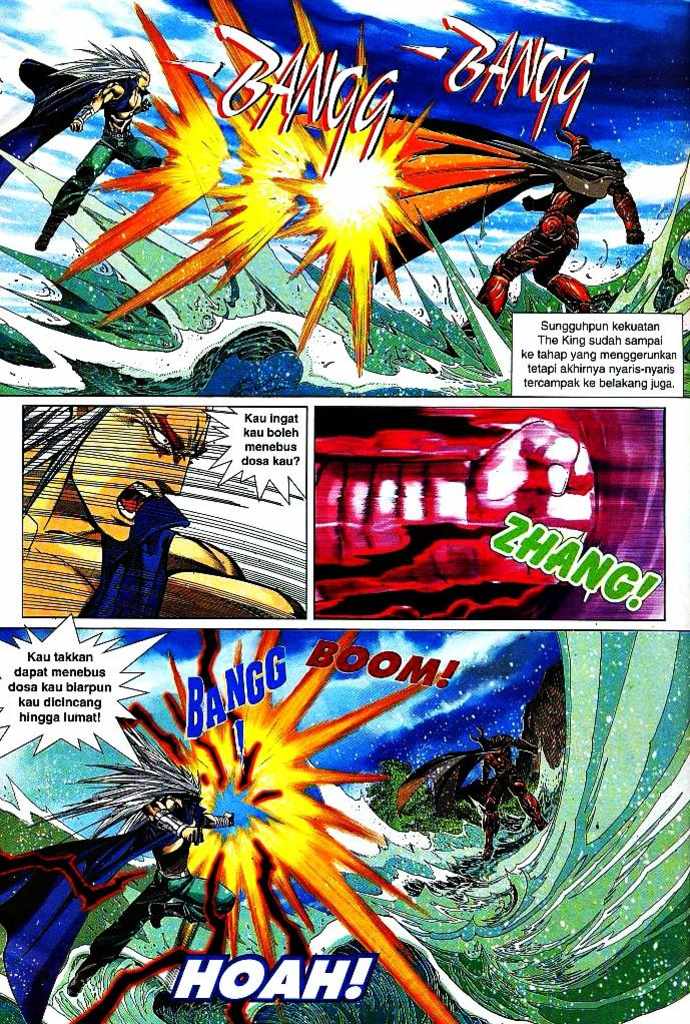 BANGG
BANGG
Sungguhpun kekuatan
The King sudah sampai
ke tahap yang menggerunkan
tetapi akhirnya nyaris-nyaris
tercampak ke belakang juga.
Kau ingat
kau boleh
menebus
dosa kau?
ZHANG!
Kau takkan
dapat menebus
dosa kau biarpun
kau dicincang
hingga lumat!
BANGG
!
BOOM!
HOAH!